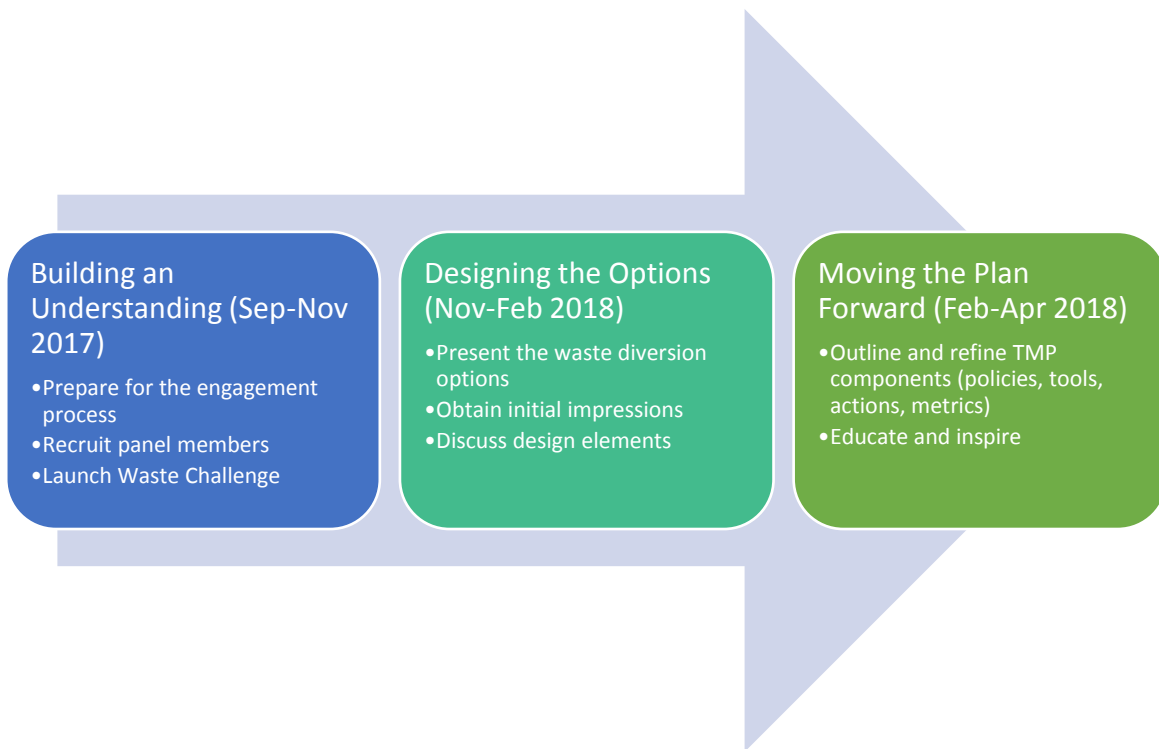 Building an
Understanding (Sep-Nov
2017)
•Prepare for the engagement
process
•Recruit panel members
•Launch Waste Challenge
Designing the Options
(Nov-Feb 2018)
•Present the waste diversion
options
•Obtain initial impressions
•Discuss design elements
Moving the Plan
Forward (Feb-Apr 2018)
•Outline and refine TMP
components (policies, tools,
actions, metrics)
•Educate and inspire